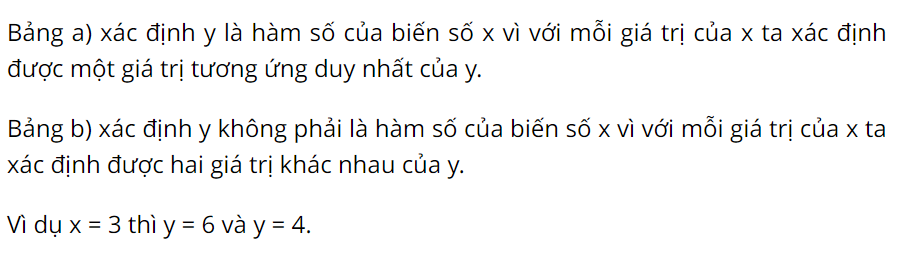 Bảng a) xác định y là hàm số của biến số x vì với mỗi giá trị của x ta xác định
được một giá trị tương ứng duy nhất của y.
Bảng b) xác định y không phải là hàm số của biến số x vì với mỗi giá trị của x ta
xác định được hai giá trị khác nhau của y.
Vì dụ x = 3 thì y = 6 và y = 4.